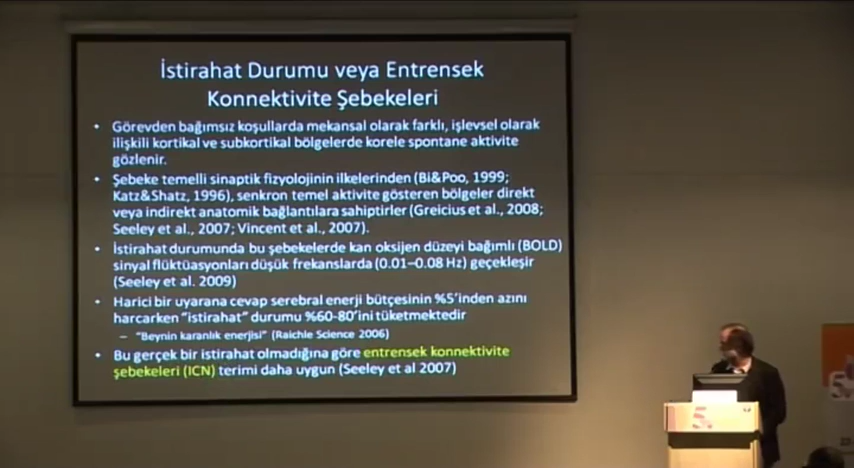 İstirahat Durumu veya Entrensek
Konnektivite Şebekeleri
• Görevden bağımsız koşullarda mekansal olarak farklı, işlevsel olarak
ilişkili kortikal ve subkortikal bölgelerde korele spontane aktivite
gözlenir.
• Şebeke temelli sinaptik fizyolojinin ilkelerinden (Bi&Poo, 1999;
Katz&Shatz, 1996), senkron temel aktivite gösteren bölgeler direkt
veya indirekt anatomik bağlantılara sahiptirler (Greicius et al., 2008;
Seeley et al., 2007; Vincent et al., 2007).
• İstirahat durumunda bu şebekelerde kan oksijen düzeyi bağımlı (BOLD)
sinyal flüktüasyonları düşük frekanslarda (0.01–0.08 Hz) geçekleşir
(Seeley et al. 2009)
• Harici bir uyarana cevap serebral enerji bütçesinin %5'inden azını
harcarken "istirahat" durumu %60-80'ini tüketmektedir
– "Beynin karanlık enerjisi" (Raichle Science 2006)
• Bu gerçek bir istirahat olmadığına göre entrensek konnektivite
şebekeleri (ICN) terimi daha uygun (Seeley et al 2007)
5.
5.